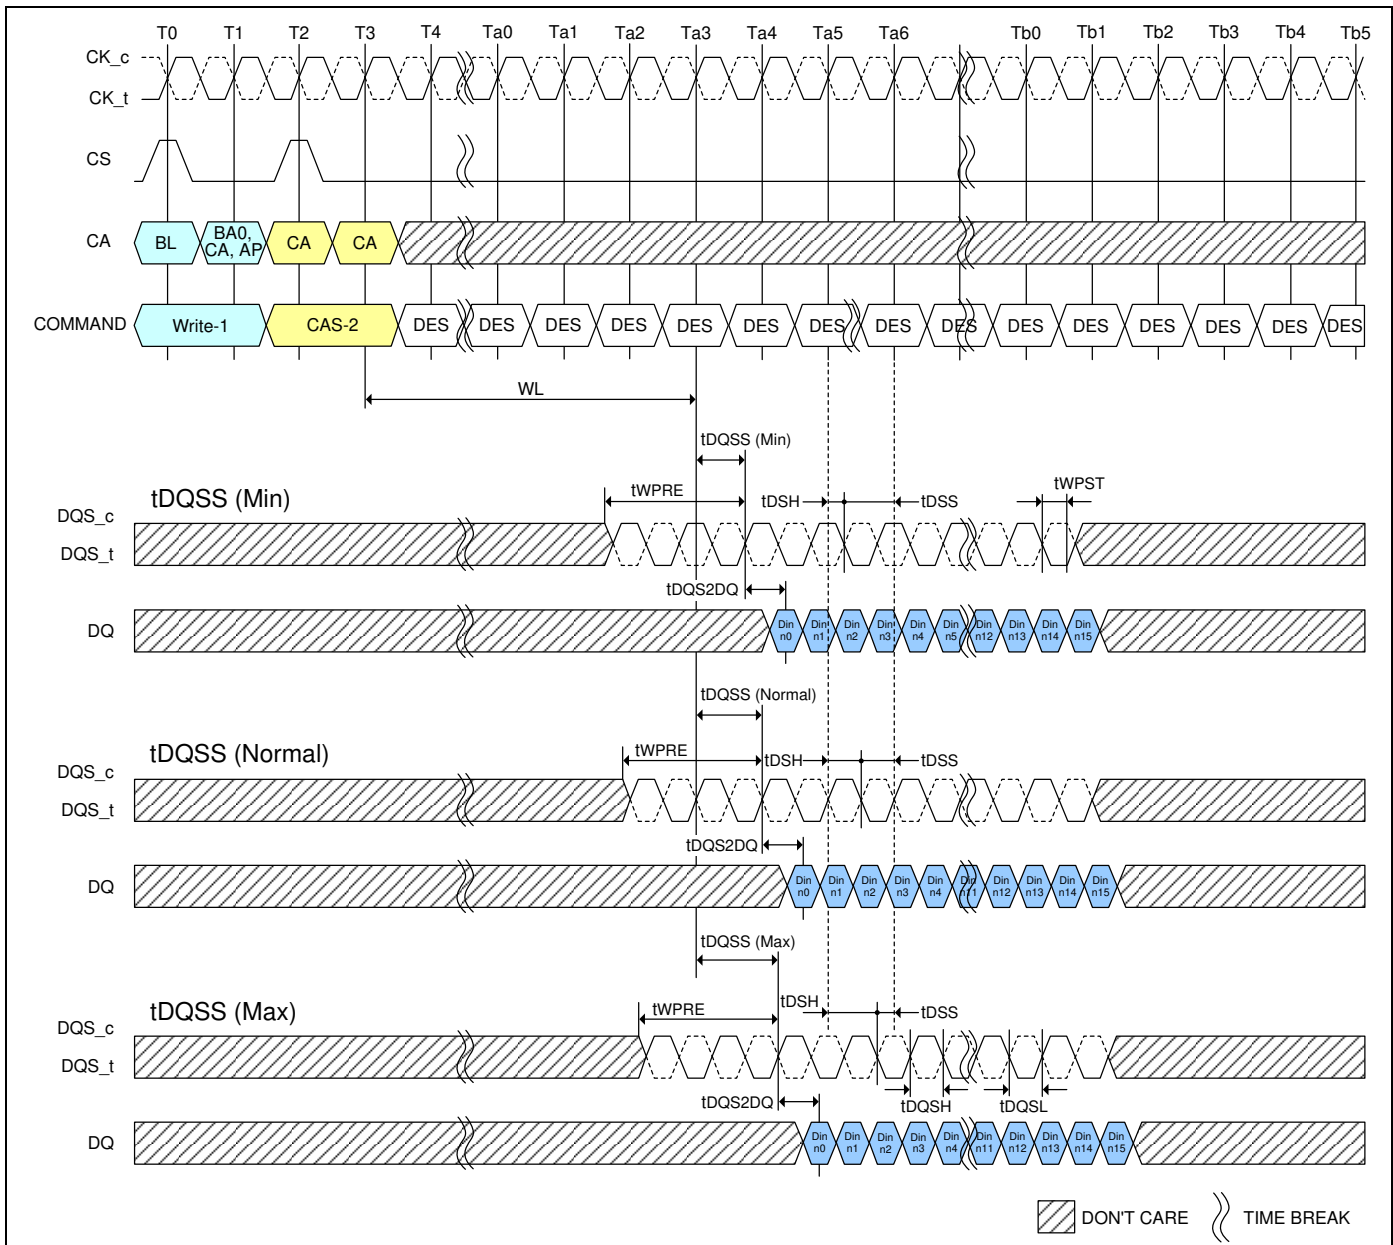 T0 T1 T2 T3 T4 Ta0 Ta1 Ta2 Ta3 Ta4 Ta5 Ta6 Tb0 Tb1 Tb2 Tb3 Tb4 Tb5
CK_c
CK_t
CS
CA BL BA0, CA, AP CA CA
COMMAND Write-1 CAS-2 DES DES DES DES DES DES DES DES DES DES DES DES DES DES DES
WL
tDQSS (Min)
tDQSS (Min) tWPRE tDSH tDSS tWPST
DQS_c
DQS_t
tDQS2DQ
DQ Din n0 Din n1 Din n2 Din n3 Din n4 Din n5 Din n12 Din n13 Din n14 Din n15
tDQSS (Normal)
tDQSS (Normal) tWPRE tDSH tDSS
DQS_c
DQS_t
tDQS2DQ
DQ Din n0 Din n1 Din n2 Din n3 Din n4 Din n11 Din n12 Din n13 Din n14 Din n15
tDQSS (Max)
tDQSS (Max) tWPRE tDSH tDSS
DQS_c
DQS_t
tDQS2DQ tDQSH tDQSL
DQ Din n0 Din n1 Din n2 Din n3 Din n4 Din n11 Din n12 Din n13 Din n14 Din n15
DON'T CARE TIME BREAK